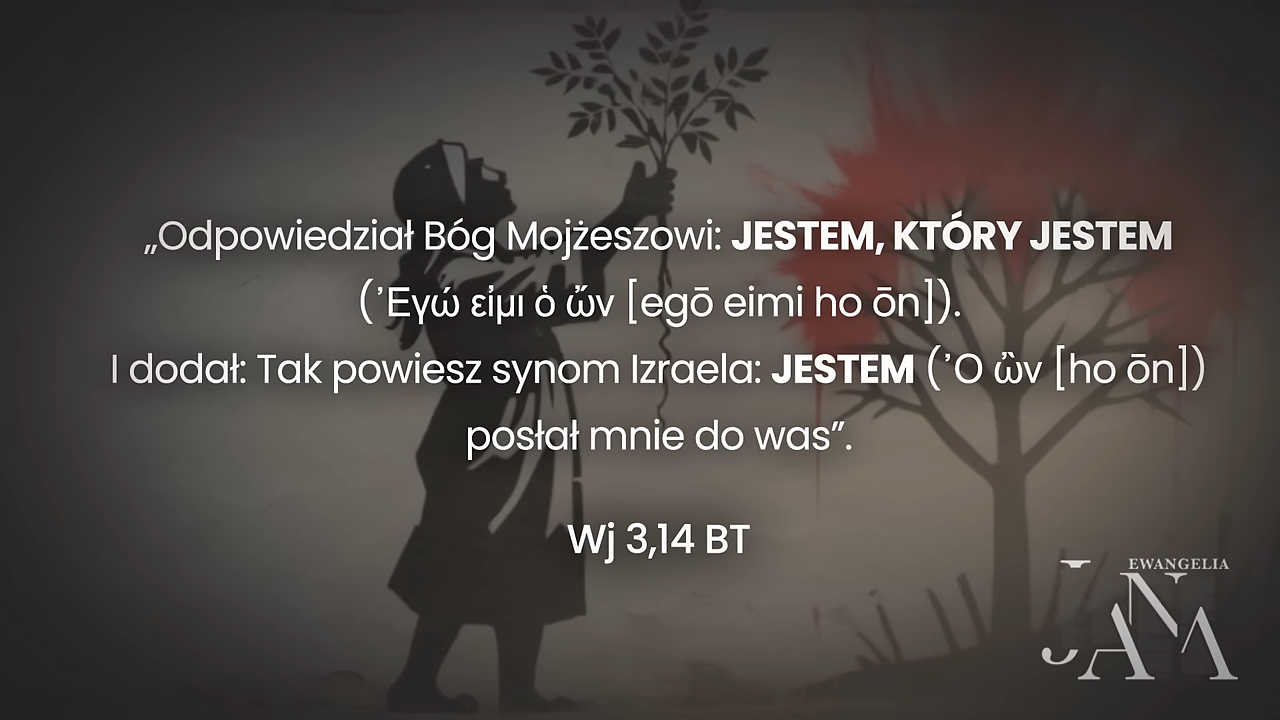 „Odpowiedział Bóg Mojżeszowi: JESTEM, KTÓRY JESTEM
(᾿Εγώ εἰμι ὁ ὤν [egō eimi ho ōn]).
I dodał: Tak powiesz synom Izraela: JESTEM (᾿Ο ὢν [ho ōn])
posłał mnie do was”.
Wj 3,14 BT
EWANGELIA
JANA